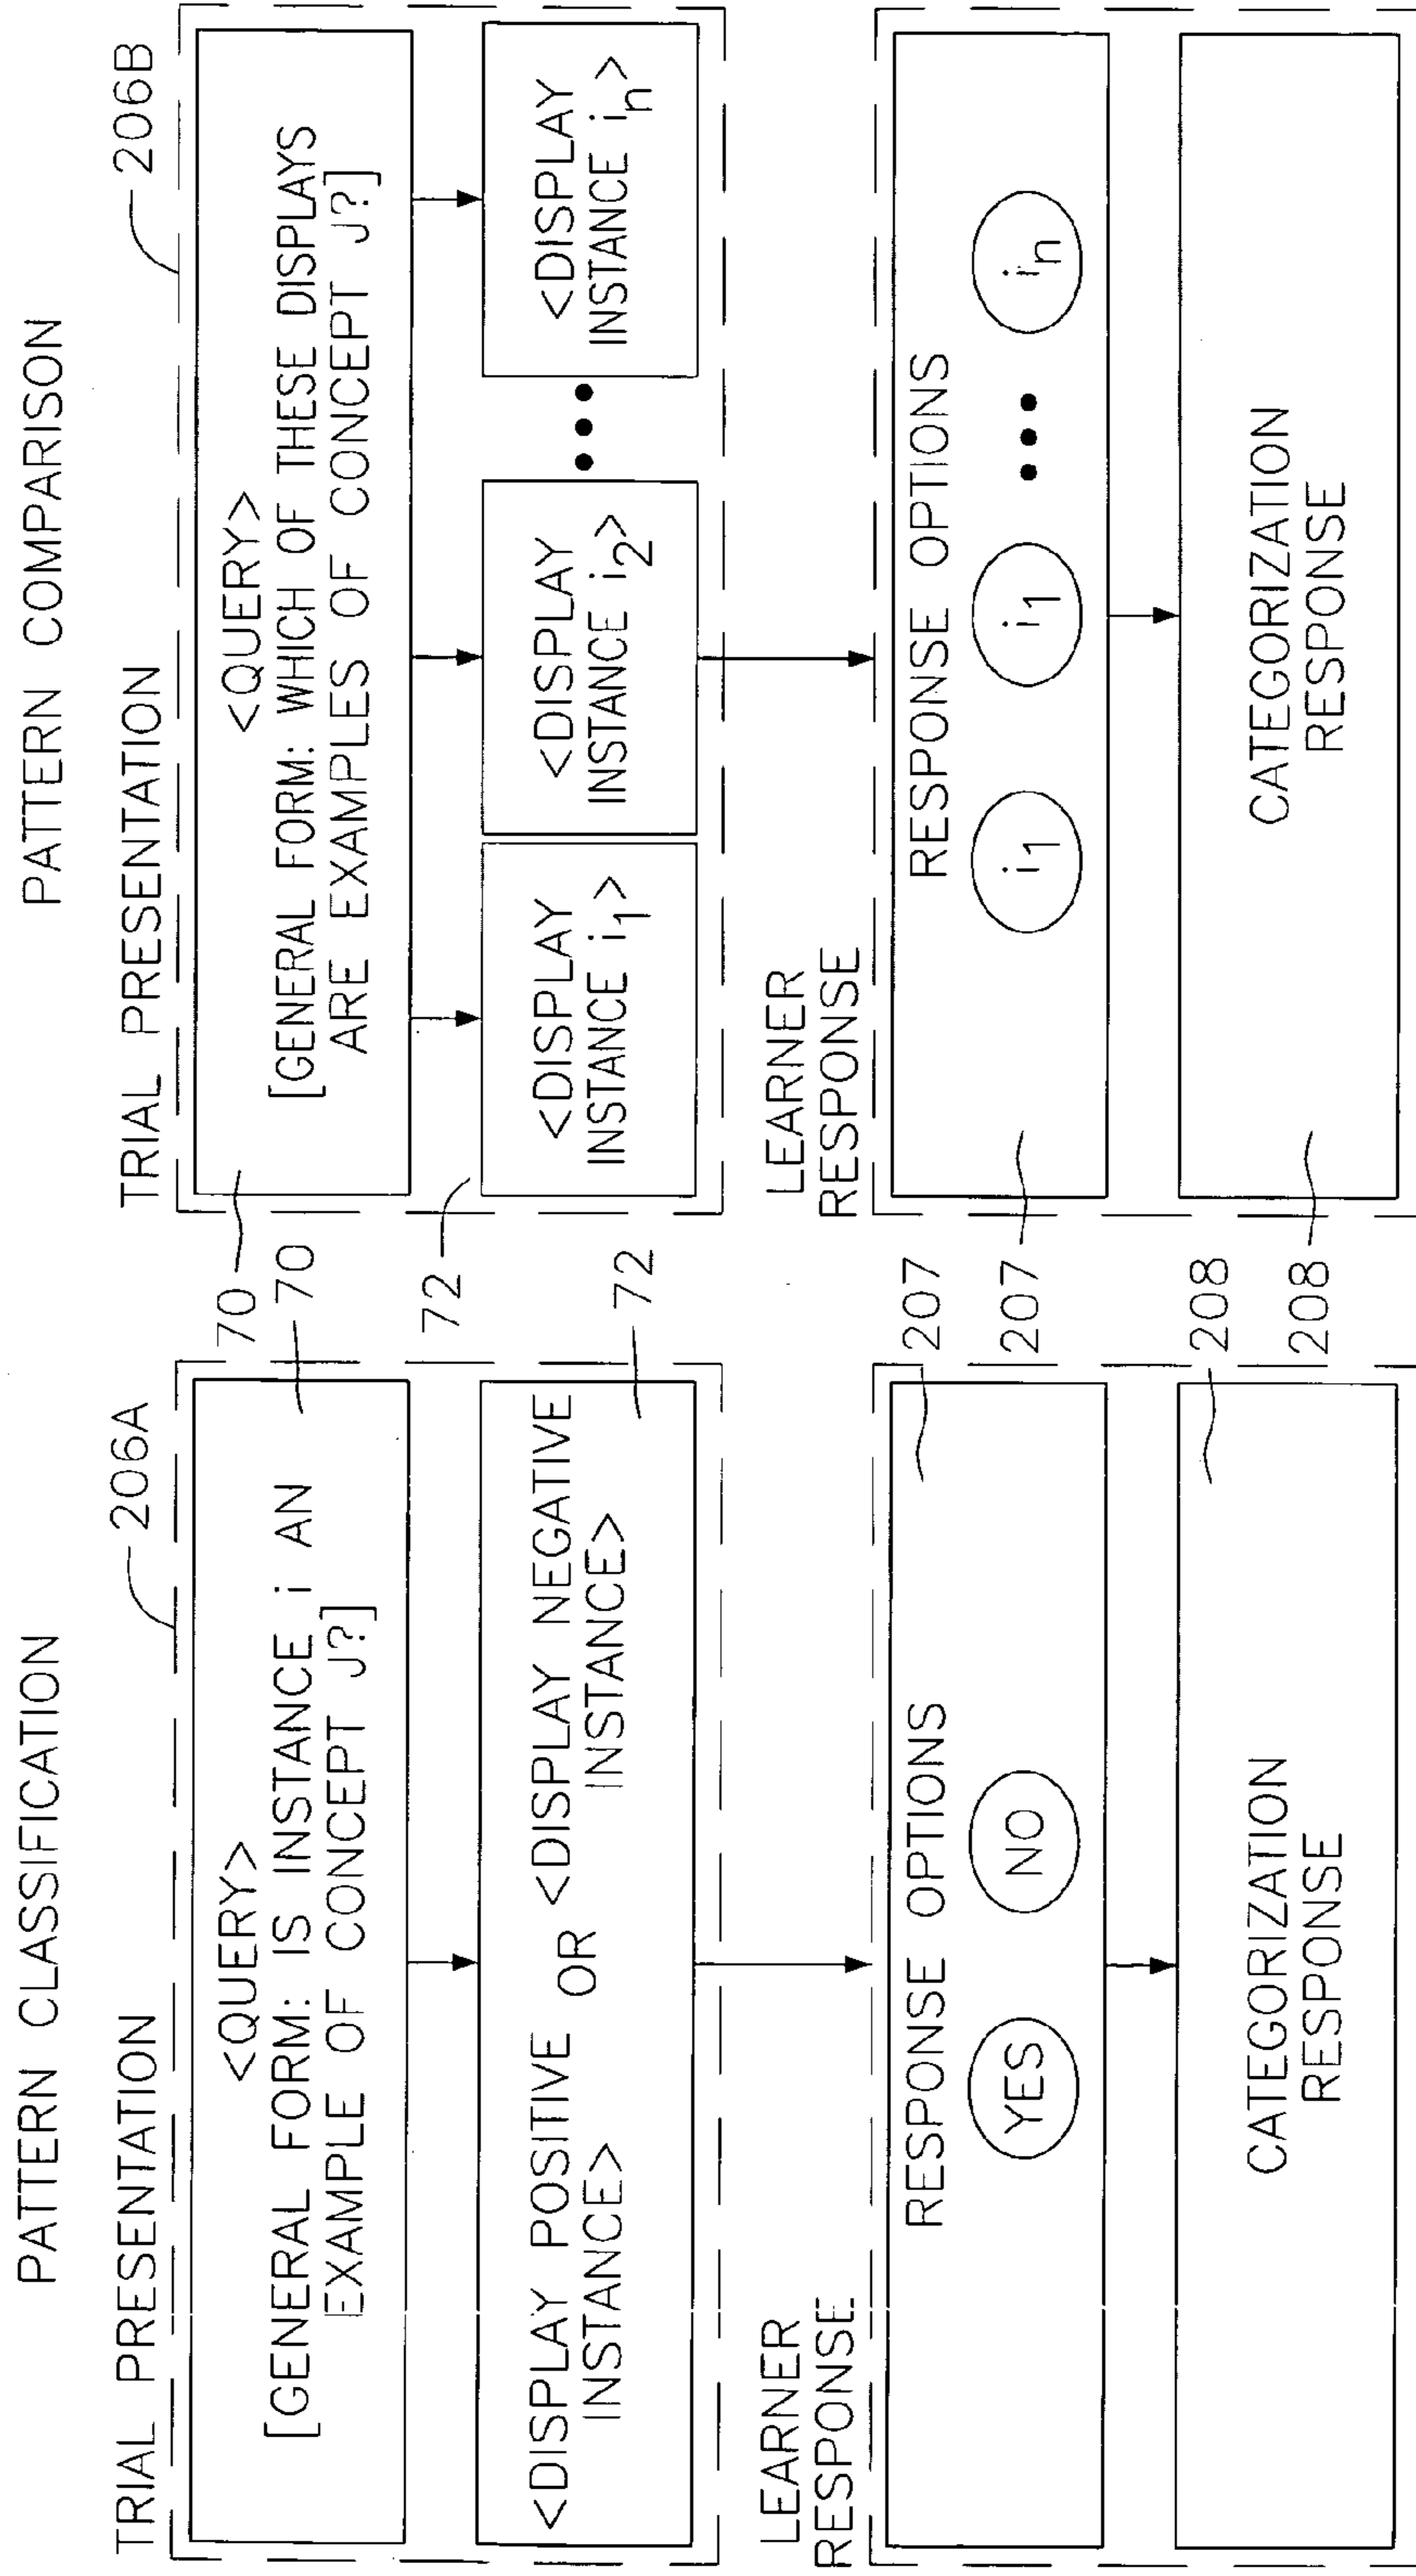 PATTERN CLASSIFICATION
TRIAL PRESENTATION
206A
<QUERY>
[GENERAL FORM: IS INSTANCE i AN
EXAMPLE OF CONCEPT J?]
70
<DISPLAY POSITIVE
INSTANCE>
OR
<DISPLAY NEGATIVE
INSTANCE>
72
LEARNER
RESPONSE
RESPONSE OPTIONS
YES
NO
207
CATEGORIZATION
RESPONSE
208
PATTERN COMPARISON
TRIAL PRESENTATION
206B
<QUERY>
[GENERAL FORM: WHICH OF THESE DISPLAYS
ARE EXAMPLES OF CONCEPT J?]
70
<DISPLAY
INSTANCE i1>
<DISPLAY
INSTANCE i2>
•••
<DISPLAY
INSTANCE in>
72
LEARNER
RESPONSE
RESPONSE OPTIONS
i1
i1
•••
in
207
CATEGORIZATION
RESPONSE
208